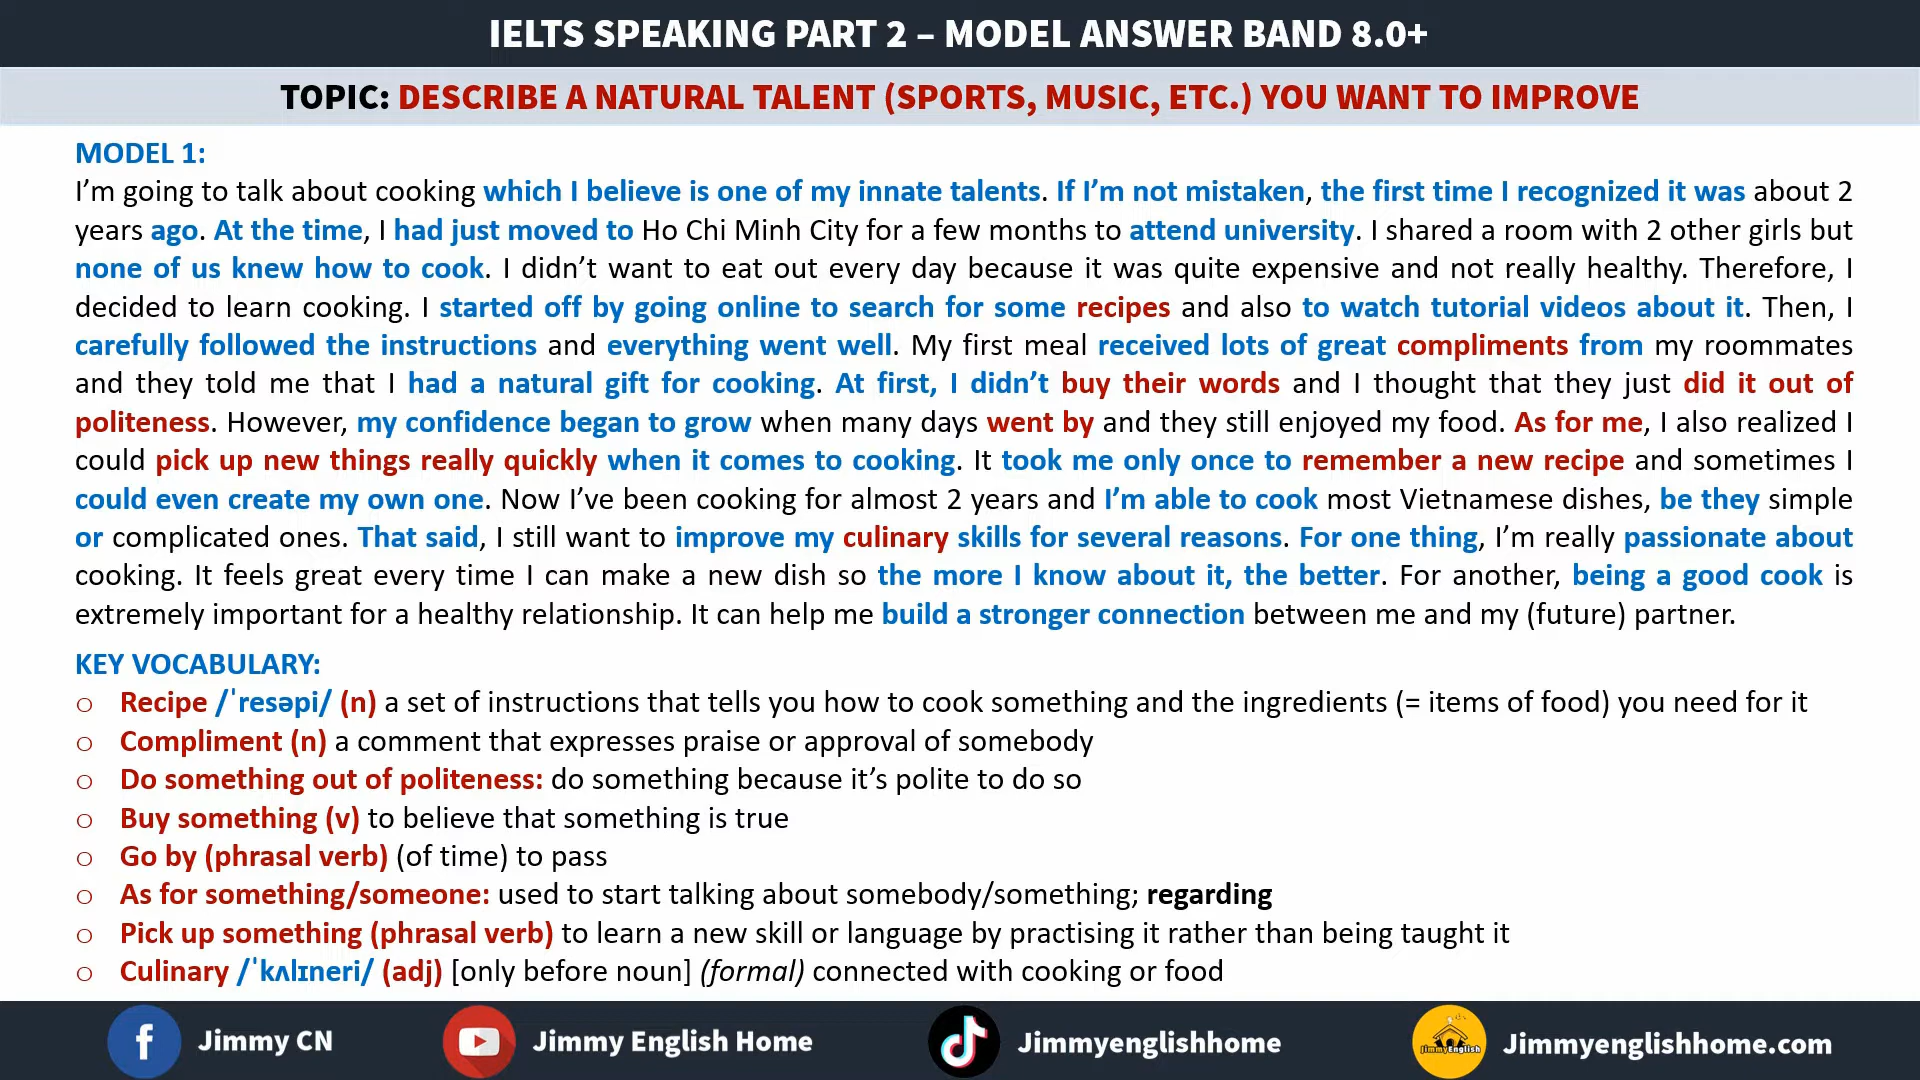 IELTS SPEAKING PART 2 – MODEL ANSWER BAND 8.0+
TOPIC: DESCRIBE A NATURAL TALENT (SPORTS, MUSIC, ETC.) YOU WANT TO IMPROVE
MODEL 1:
I’m going to talk about cooking which I believe is one of my innate talents. If I’m not mistaken, the first time I recognized it was about 2
years ago. At the time, I had just moved to Ho Chi Minh City for a few months to attend university. I shared a room with 2 other girls but
none of us knew how to cook. I didn’t want to eat out every day because it was quite expensive and not really healthy. Therefore, I
decided to learn cooking. I started off by going online to search for some recipes and also to watch tutorial videos about it. Then, I
carefully followed the instructions and everything went well. My first meal received lots of great compliments from my roommates
and they told me that I had a natural gift for cooking. At first, I didn’t buy their words and I thought that they just did it out of
politeness. However, my confidence began to grow when many days went by and they still enjoyed my food. As for me, I also realized I
could pick up new things really quickly when it comes to cooking. It took me only once to remember a new recipe and sometimes I
could even create my own one. Now I’ve been cooking for almost 2 years and I’m able to cook most Vietnamese dishes, be they simple
or complicated ones. That said, I still want to improve my culinary skills for several reasons. For one thing, I’m really passionate about
cooking. It feels great every time I can make a new dish so the more I know about it, the better. For another, being a good cook is
extremely important for a healthy relationship. It can help me build a stronger connection between me and my (future) partner.
KEY VOCABULARY:
o Recipe /ˈresəpi/ (n) a set of instructions that tells you how to cook something and the ingredients (= items of food) you need for it
o Compliment (n) a comment that expresses praise or approval of somebody
o Do something out of politeness: do something because it’s polite to do so
o Buy something (v) to believe that something is true
o Go by (phrasal verb) (of time) to pass
o As for something/someone: used to start talking about somebody/something; regarding
o Pick up something (phrasal verb) to learn a new skill or language by practising it rather than being taught it
o Culinary /ˈkʌlɪneri/ (adj) [only before noun] (formal) connected with cooking or food
Jimmy CN
Jimmy English Home
Jimmyenglishhome
JimmyEnglish
Jimmyenglishhome.com